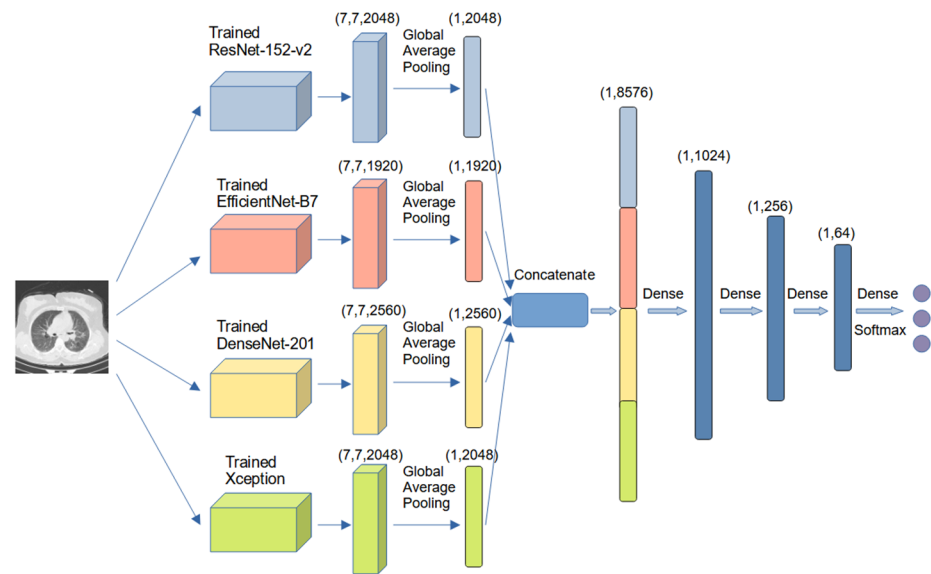 Trained
ResNet-152-v2
(7,7,2048)
Global
Average
Pooling
(1,2048)
Trained
EfficientNet-B7
(7,7,1920)
Global
Average
Pooling
(1,1920)
Trained
DenseNet-201
(7,7,2560)
Global
Average
Pooling
(1,2560)
Trained
Xception
(7,7,2048)
Global
Average
Pooling
(1,2048)
Concatenate
(1,8576)
Dense
(1,1024)
Dense
(1,256)
Dense
(1,64)
Dense
Softmax